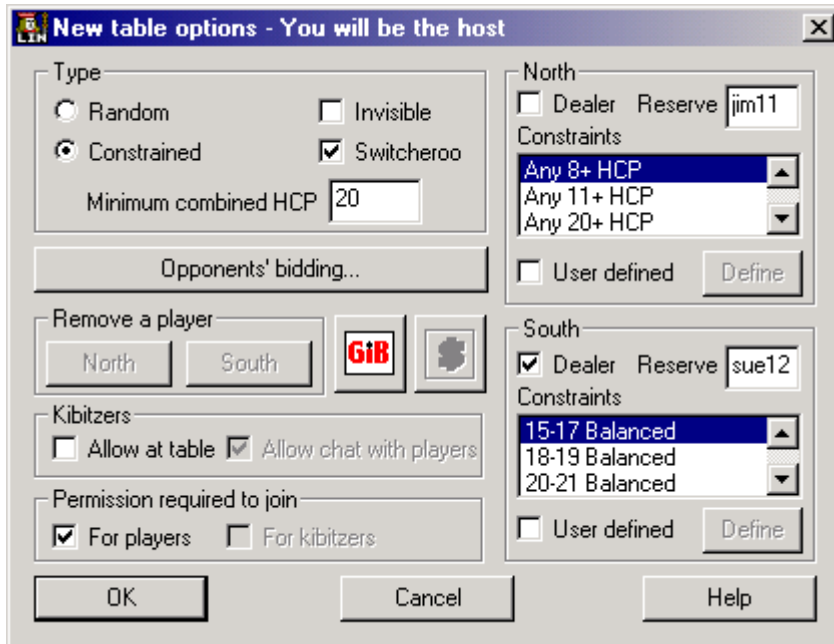 LIN New table options - You will be the host
Type
Random Invisible
Constrained Switcheroo
Minimum combined HCP 20
Opponents' bidding...
Remove a player
North South
GiB
$
Kibitzers
Allow at table Allow chat with players
Permission required to join
For players For kibitzers
North
Dealer Reserve jim11
Constraints
Any 8+ HCP
Any 11+ HCP
Any 20+ HCP
User defined Define
South
Dealer Reserve sue12
Constraints
15-17 Balanced
18-19 Balanced
20-21 Balanced
User defined Define
OK Cancel Help